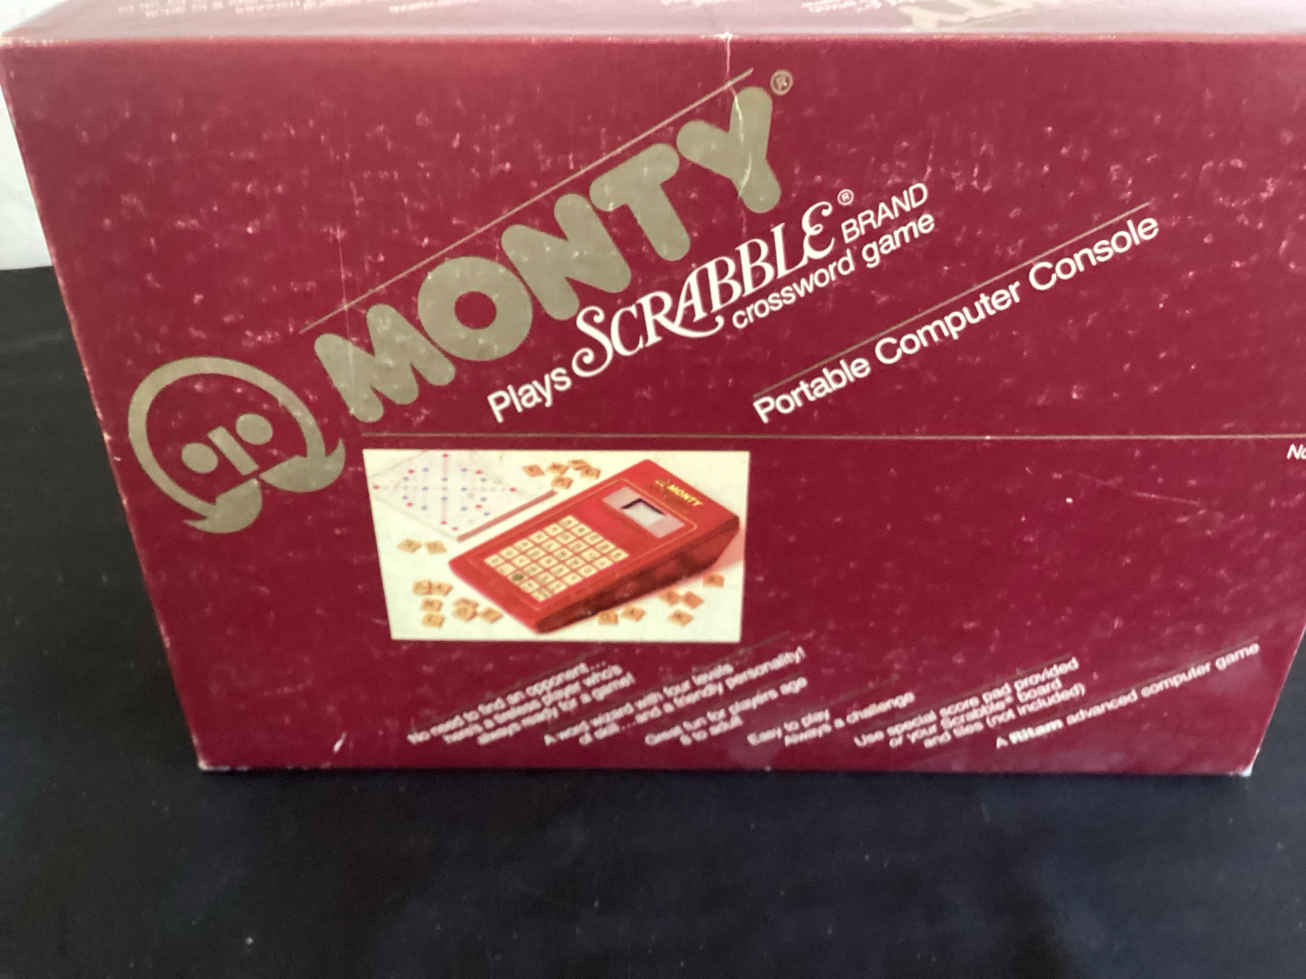 MONTY®
Plays SCRABBLE® BRAND
crossword game
Portable Computer Console
MONTY
No need to find an opponent...
here's a tireless player who's
always ready for a game!
A word wizard with four levels
of skill...and a friendly personality!
Great fun for players age
to adult
Easy to play
Always a challenge
Use special score pad provided
or your Scrabble® board
and tiles (not included)
A Ritam advanced computer game